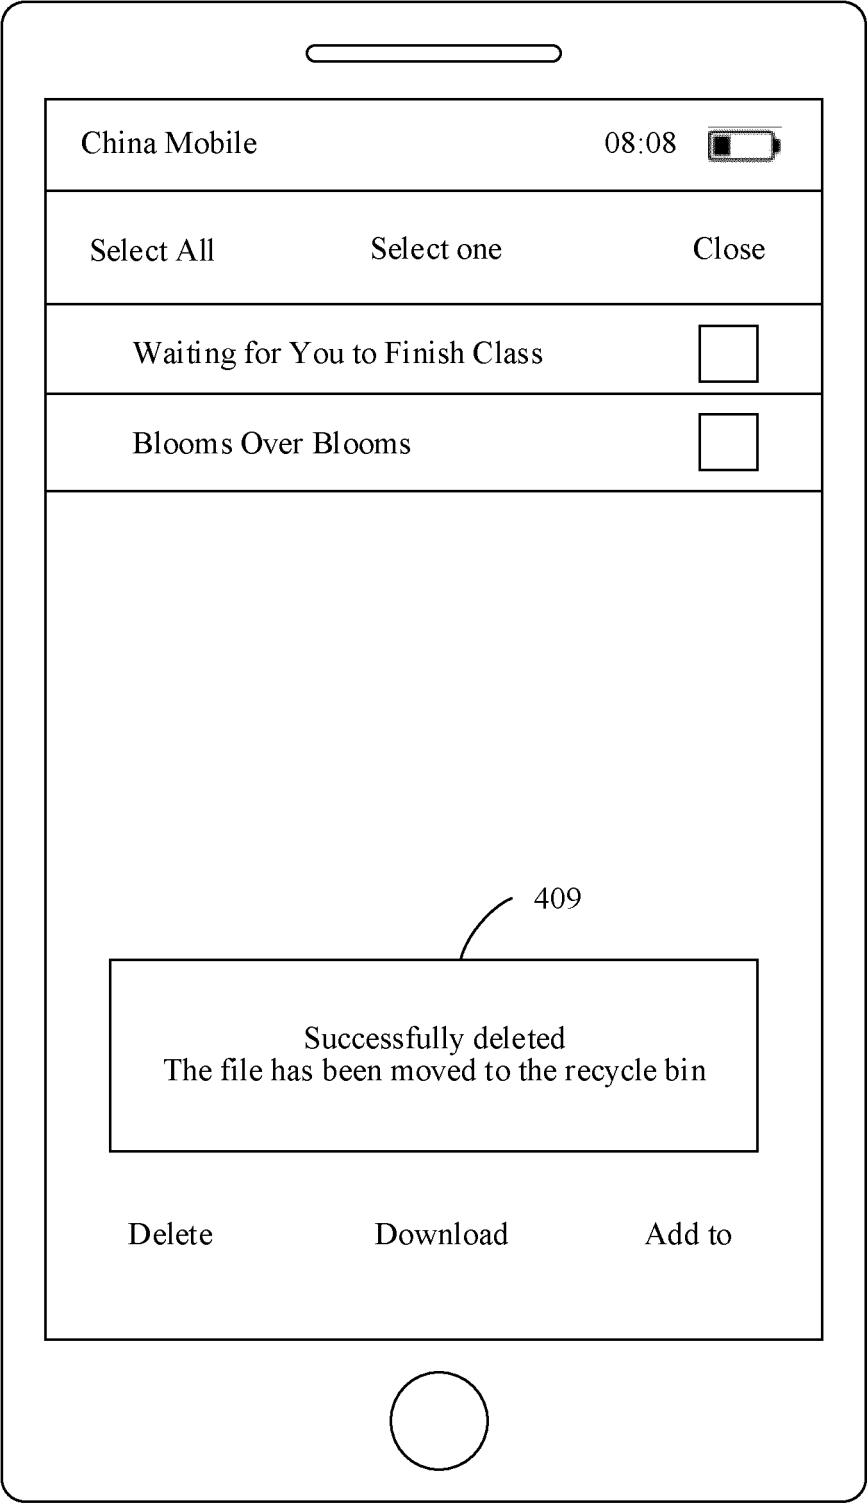 China Mobile 08:08
Select All Select one Close
Waiting for You to Finish Class
Blooms Over Blooms
409
Successfully deleted
The file has been moved to the recycle bin
Delete Download Add to